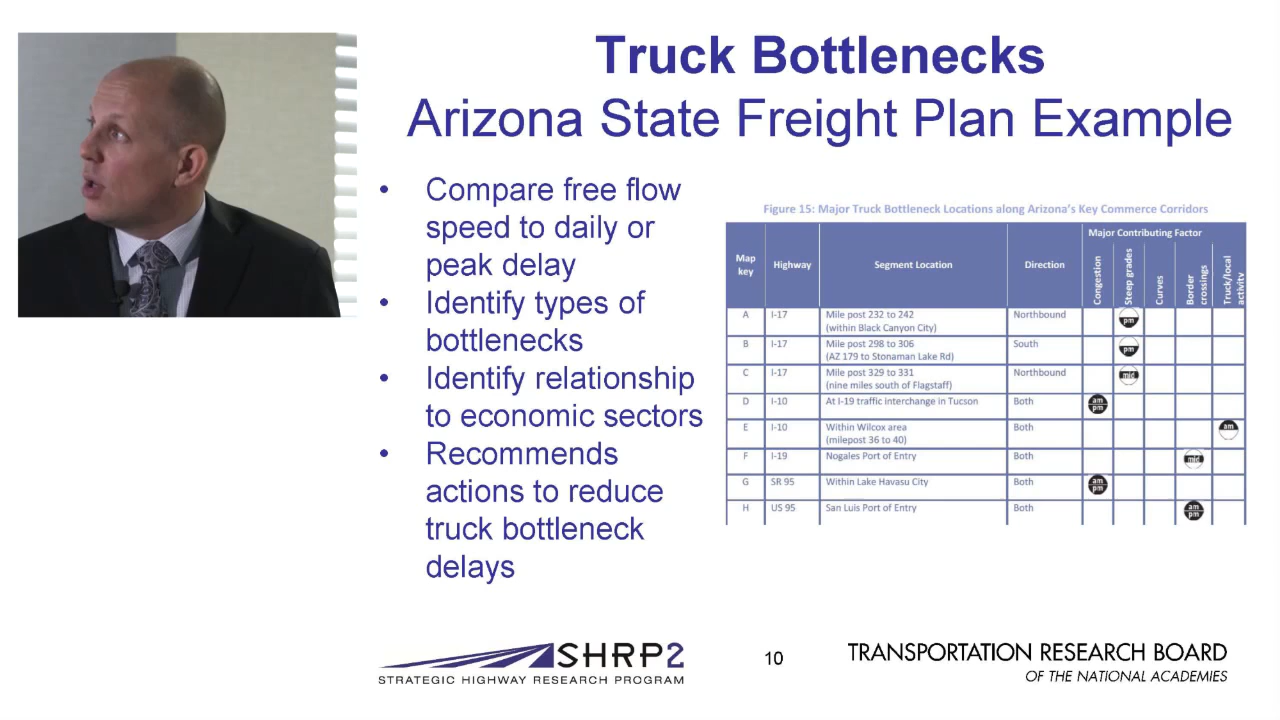 Truck Bottlenecks
Arizona State Freight Plan Example
• Compare free flow
speed to daily or
peak delay
• Identify types of
bottlenecks
• Identify relationship
to economic sectors
• Recommends
actions to reduce
truck bottleneck
delays
Figure 15: Major Truck Bottleneck Locations along Arizona's Key Commerce Corridors
Major Contributing Factor
Map key Highway Segment Location Direction Congestion Steep grades Curves Border crossings Truck/local activity
A I-17 Mile post 232 to 242 Northbound
(within Black Canyon City) pm
B I-17 Mile post 298 to 306 South
(AZ 179 to Stonaman Lake Rd) pm
C I-17 Mile post 329 to 331 Northbound
(nine miles south of Flagstaff) mid
D I-10 At I-19 traffic interchange in Tucson Both am pm
E I-10 Within Wilcox area Both am
(milepost 36 to 40)
F I-19 Nogales Port of Entry Both mid
G SR 95 Within Lake Havasu City Both am pm
H US 95 San Luis Port of Entry Both am pm
SHRP2
STRATEGIC HIGHWAY RESEARCH PROGRAM
10
TRANSPORTATION RESEARCH BOARD
OF THE NATIONAL ACADEMIES